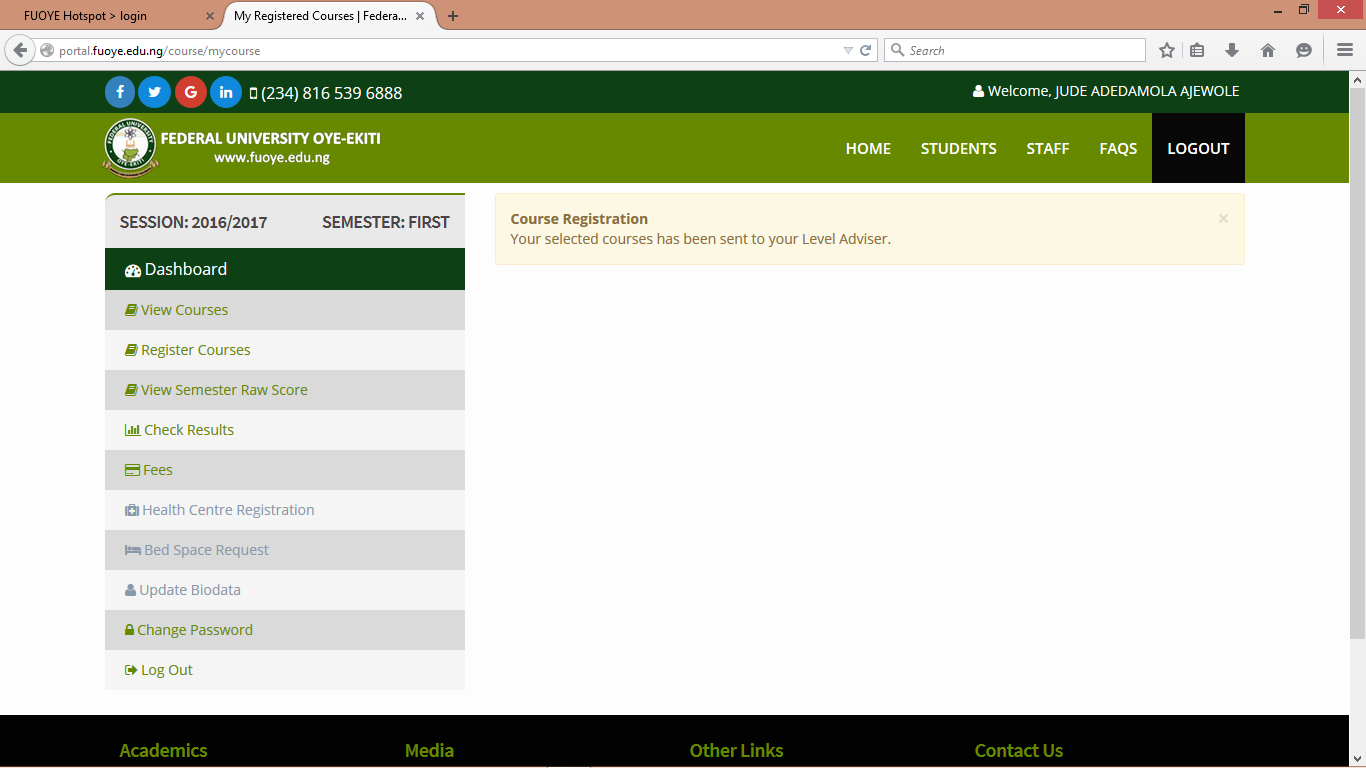 FUOYE Hotspot > login
My Registered Courses | Federa...
portal.fuoye.edu.ng/course/mycourse
Search
(234) 816 539 6888
Welcome, JUDE ADEDAMOLA AJEWOLE
FEDERAL UNIVERSITY OYE-EKITI
www.fuoye.edu.ng
HOME STUDENTS STAFF FAQS LOGOUT
SESSION: 2016/2017 SEMESTER: FIRST
Course Registration
Your selected courses has been sent to your Level Adviser.
Dashboard
View Courses
Register Courses
View Semester Raw Score
Check Results
Fees
Health Centre Registration
Bed Space Request
Update Biodata
Change Password
Log Out
Academics Media Other Links Contact Us